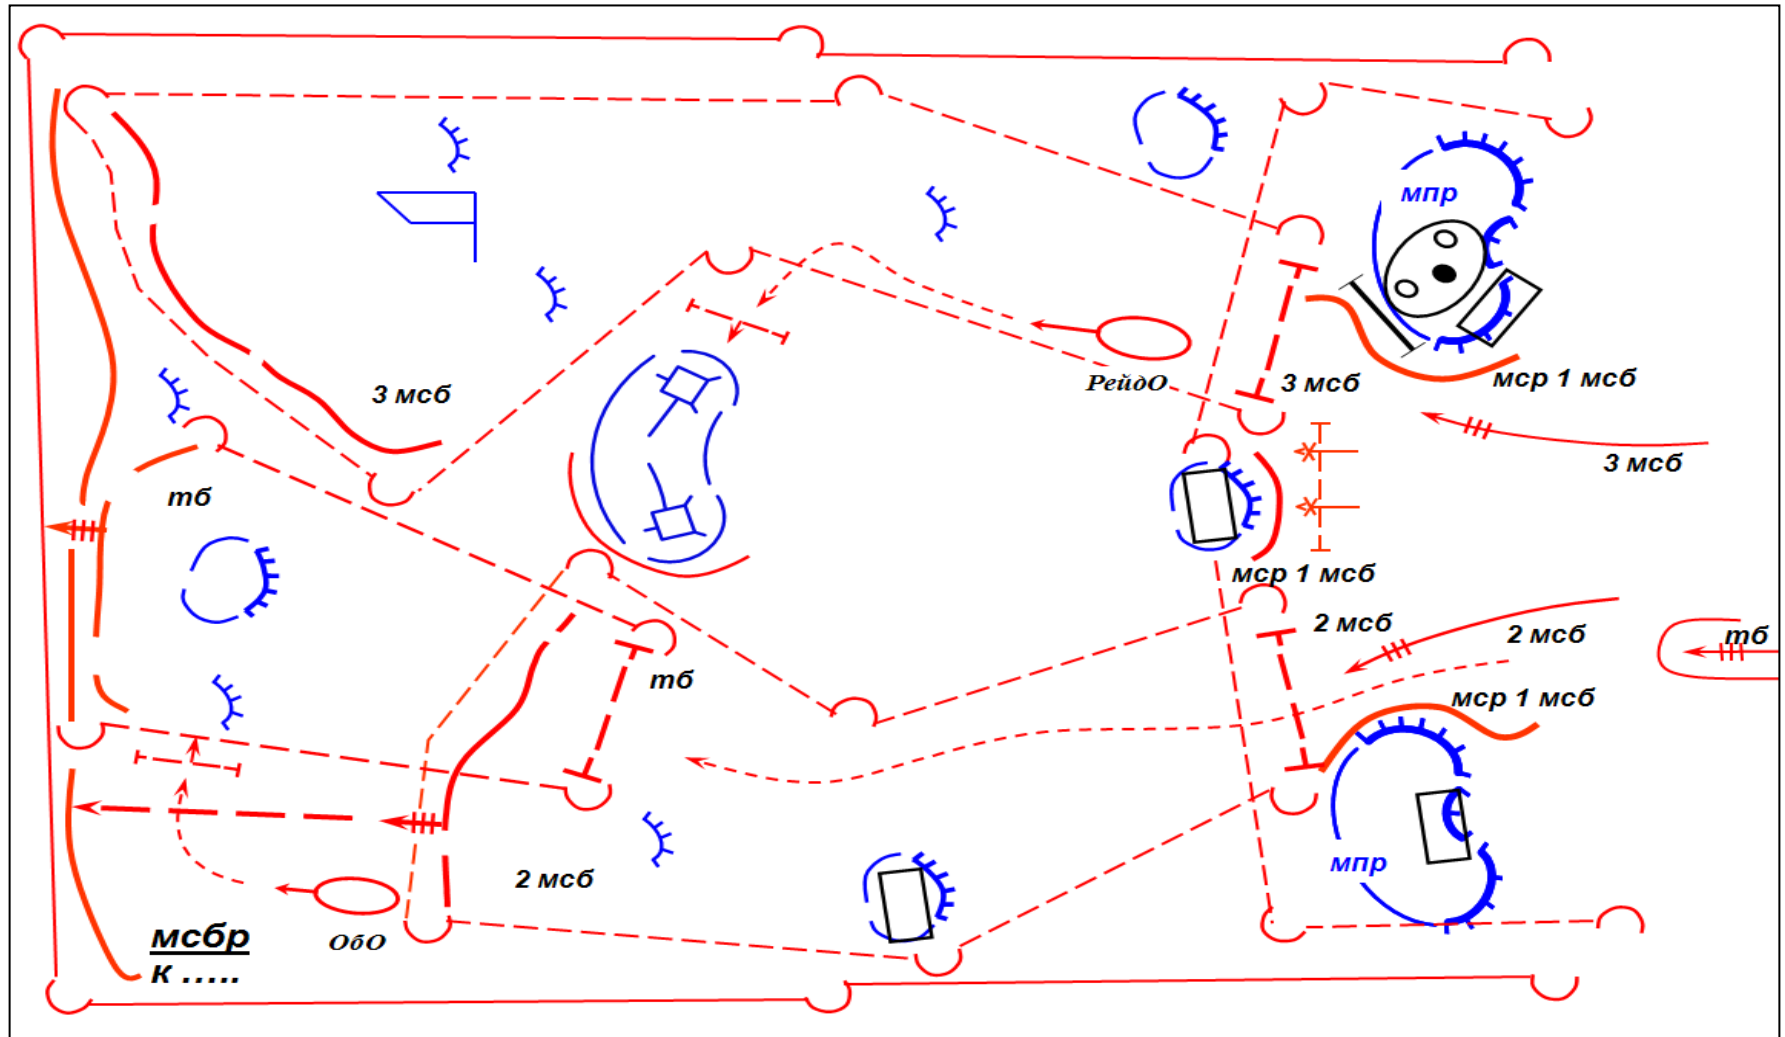 мпр
РейдО
3 мсб
мср 1 мсб
3 мсб
3 мсб
тб
мср 1 мсб
2 мсб
2 мсб
тб
тб
мср 1 мсб
мпр
2 мсб
ОбО
мсбр
К .....